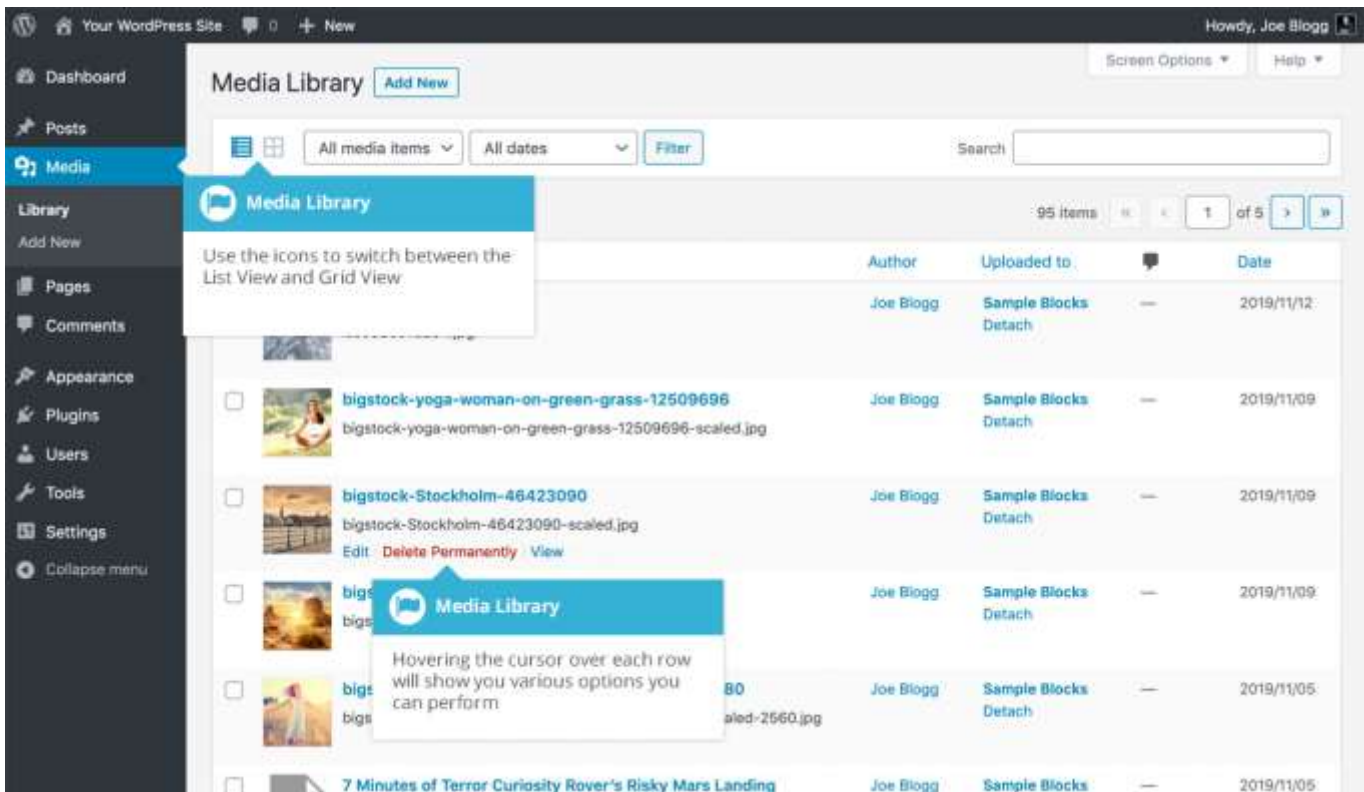 Your WordPress Site 0 + New Howdy, Joe Blogg
Screen Options Help
Dashboard
Posts
Media
Library
Add New
Pages
Comments
Appearance
Plugins
Users
Tools
Settings
Collapse menu
Media Library Add New
All media items All dates Filter Search
Media Library
Use the icons to switch between the
List View and Grid View
95 items « ‹ 1 of 5 › »
Author Uploaded to Date
Joe Blogg Sample Blocks — 2019/11/12
Detach
bigstock-yoga-woman-on-green-grass-12509696 Joe Blogg Sample Blocks — 2019/11/09
bigstock-yoga-woman-on-green-grass-12509696-scaled.jpg Detach
bigstock-Stockholm-46423090 Joe Blogg Sample Blocks — 2019/11/09
bigstock-Stockholm-46423090-scaled.jpg Detach
Edit Delete Permanently View
Joe Blogg Sample Blocks — 2019/11/09
Detach
Media Library
Hovering the cursor over each row
will show you various options you
can perform
80 Joe Blogg Sample Blocks — 2019/11/05
aled-2560.jpg Detach
7 Minutes of Terror Curiosity Rover's Risky Mars Landing Joe Blogg Sample Blocks — 2019/11/05